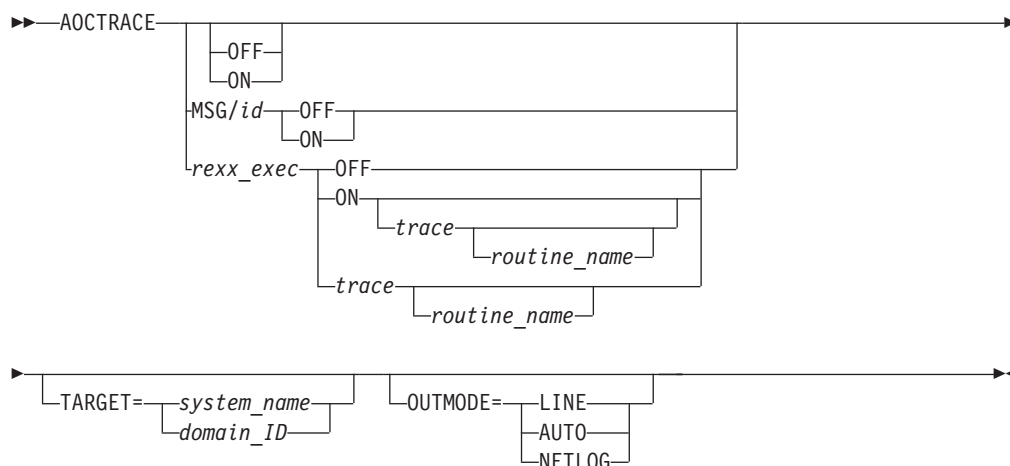 AOCTRACE
OFF
ON
MSG/id OFF
ON
rexx_exec OFF
ON
trace
routine_name
trace
routine_name
TARGET= system_name OUTMODE= LINE
domain_ID AUTO
NETLOG